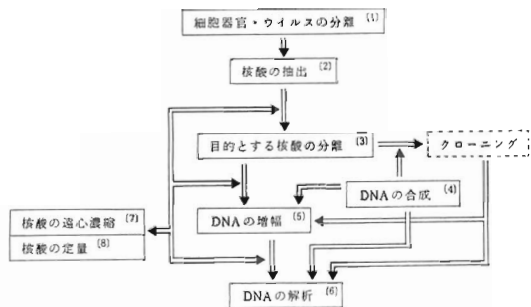 細胞器官・ウイルスの分離 (1)
核酸の抽出 (2)
目的とする核酸の分離 (3)
クローニング
DNAの合成 (4)
DNAの増幅 (5)
核酸の遠心濃縮 (7)
核酸の定量 (8)
DNAの解析 (6)